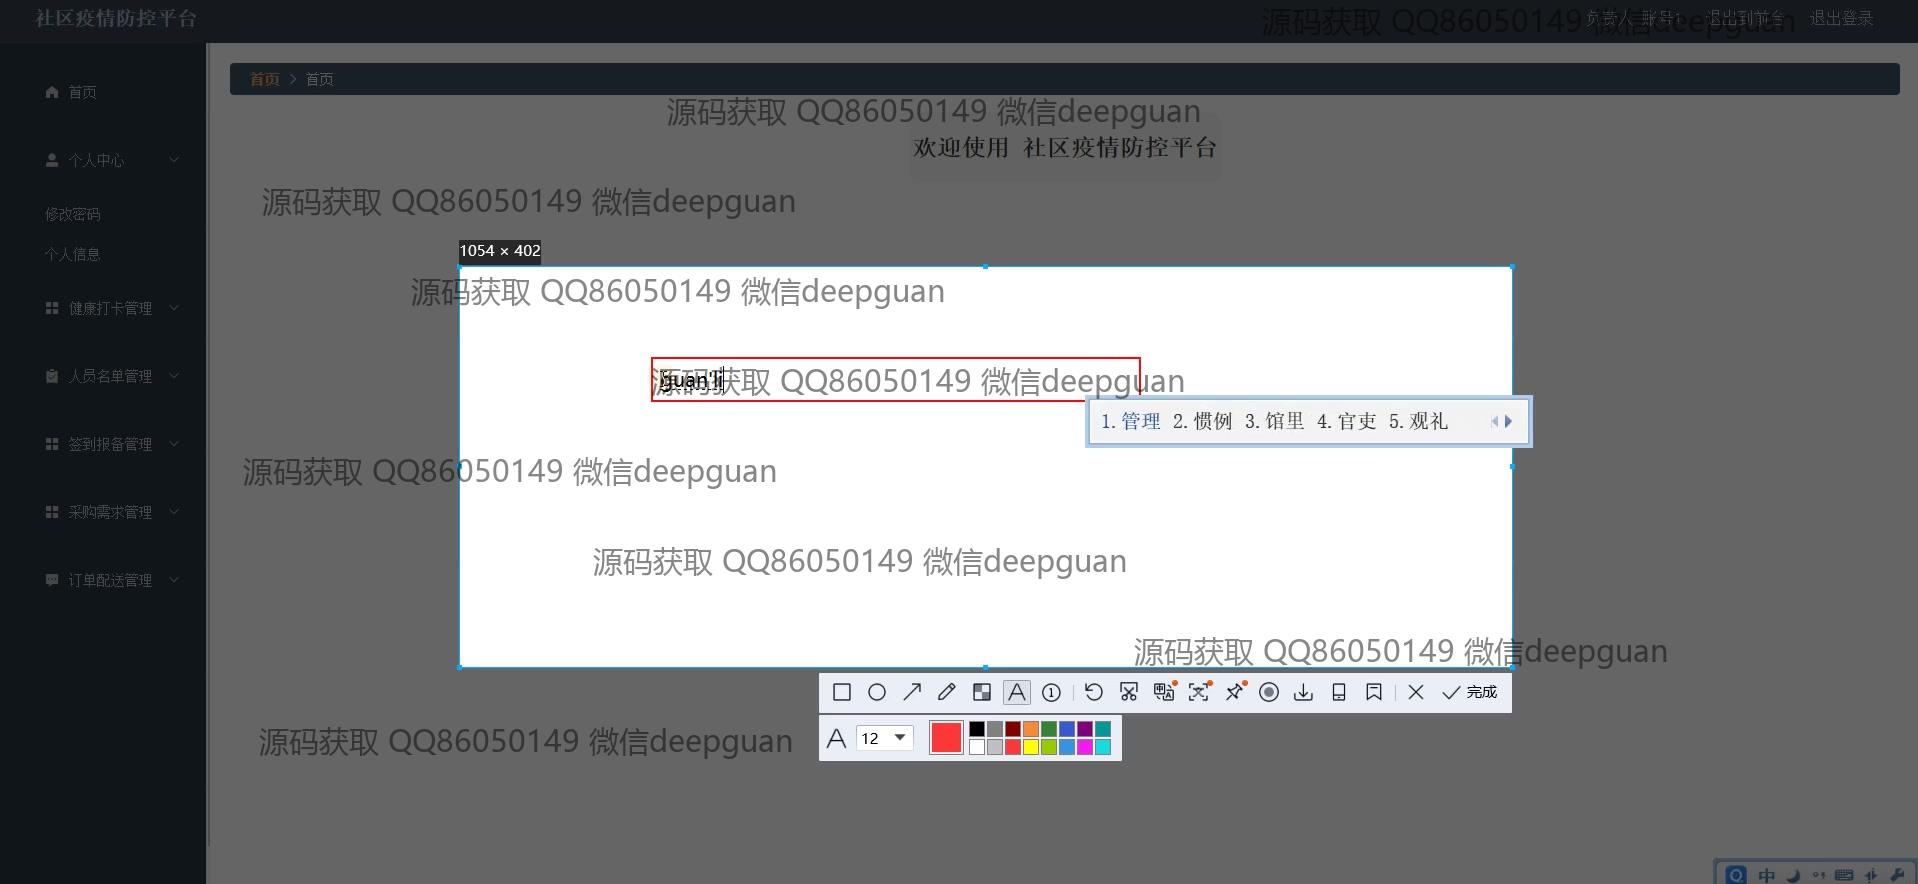 社区疫情防控平台
源码获取 QQ86050149 微信deepguan
退出到前台
退出登录
首页
首页 > 首页
源码获取 QQ86050149 微信deepguan
欢迎使用 社区疫情防控平台
个人中心
源码获取 QQ86050149 微信deepguan
修改密码
个人信息
1054 × 402
源码获取 QQ86050149 微信deepguan
健康打卡管理
人员名单管理
guan'li
源码获取 QQ86050149 微信deepguan
1.管理 2.惯例 3.馆里 4.官吏 5.观礼
签到报备管理
源码获取 QQ86050149 微信deepguan
采购需求管理
源码获取 QQ86050149 微信deepguan
订单配送管理
源码获取 QQ86050149 微信deepguan
完成
12
源码获取 QQ86050149 微信deepguan
中